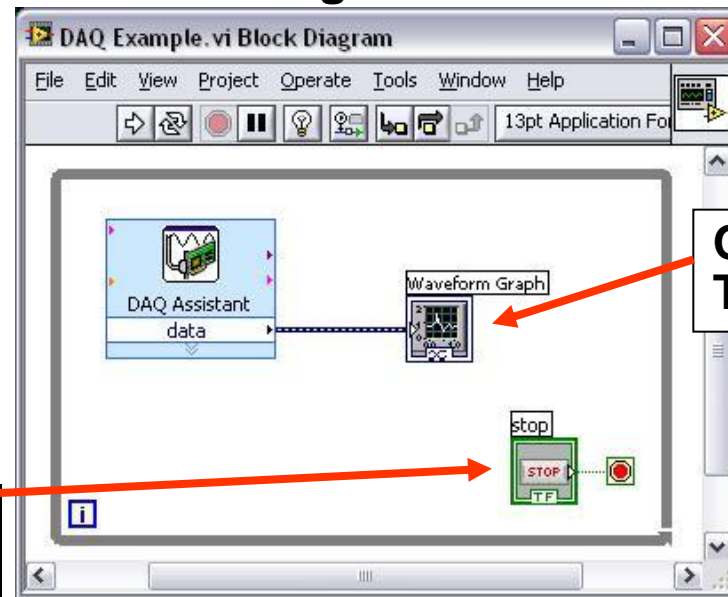 DAQ Example.vi Block Diagram
File Edit View Project Operate Tools Window Help
13pt Application
DAQ Assistant
data
Waveform Graph
stop
STOP
TF
i